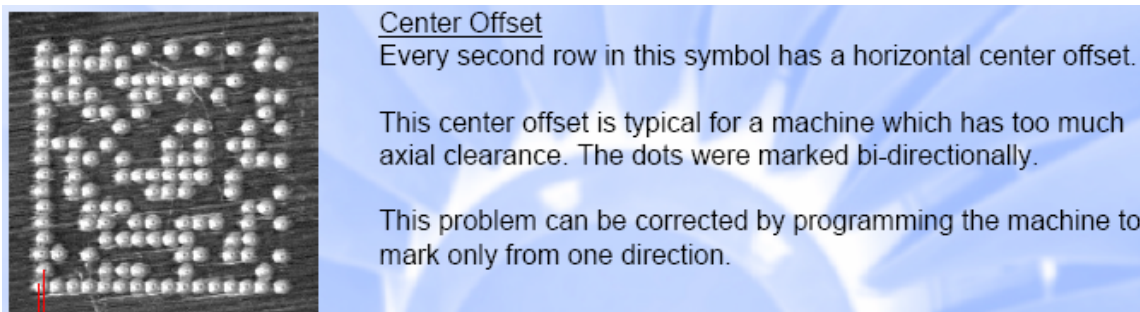 Center Offset
Every second row in this symbol has a horizontal center offset.
This center offset is typical for a machine which has too much
axial clearance. The dots were marked bi-directionally.
This problem can be corrected by programming the machine to
mark only from one direction.